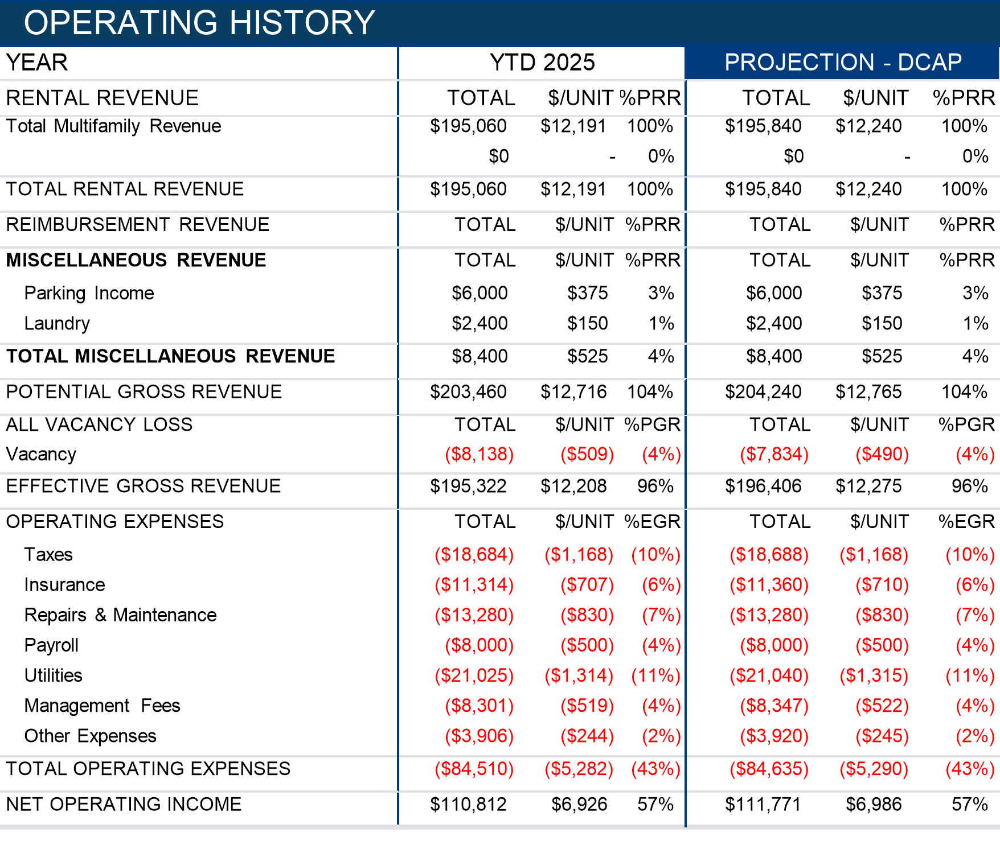 OPERATING HISTORY
YEAR YTD 2025 PROJECTION - DCAP
RENTAL REVENUE TOTAL $/UNIT %PRR TOTAL $/UNIT %PRR
Total Multifamily Revenue $195,060 $12,191 100% $195,840 $12,240 100%
$0 - 0% $0 - 0%
TOTAL RENTAL REVENUE $195,060 $12,191 100% $195,840 $12,240 100%
REIMBURSEMENT REVENUE TOTAL $/UNIT %PRR TOTAL $/UNIT %PRR
MISCELLANEOUS REVENUE TOTAL $/UNIT %PRR TOTAL $/UNIT %PRR
Parking Income $6,000 $375 3% $6,000 $375 3%
Laundry $2,400 $150 1% $2,400 $150 1%
TOTAL MISCELLANEOUS REVENUE $8,400 $525 4% $8,400 $525 4%
POTENTIAL GROSS REVENUE $203,460 $12,716 104% $204,240 $12,765 104%
ALL VACANCY LOSS TOTAL $/UNIT %PGR TOTAL $/UNIT %PGR
Vacancy ($8,138) ($509) (4%) ($7,834) ($490) (4%)
EFFECTIVE GROSS REVENUE $195,322 $12,208 96% $196,406 $12,275 96%
OPERATING EXPENSES TOTAL $/UNIT %EGR TOTAL $/UNIT %EGR
Taxes ($18,684) ($1,168) (10%) ($18,688) ($1,168) (10%)
Insurance ($11,314) ($707) (6%) ($11,360) ($710) (6%)
Repairs & Maintenance ($13,280) ($830) (7%) ($13,280) ($830) (7%)
Payroll ($8,000) ($500) (4%) ($8,000) ($500) (4%)
Utilities ($21,025) ($1,314) (11%) ($21,040) ($1,315) (11%)
Management Fees ($8,301) ($519) (4%) ($8,347) ($522) (4%)
Other Expenses ($3,906) ($244) (2%) ($3,920) ($245) (2%)
TOTAL OPERATING EXPENSES ($84,510) ($5,282) (43%) ($84,635) ($5,290) (43%)
NET OPERATING INCOME $110,812 $6,926 57% $111,771 $6,986 57%